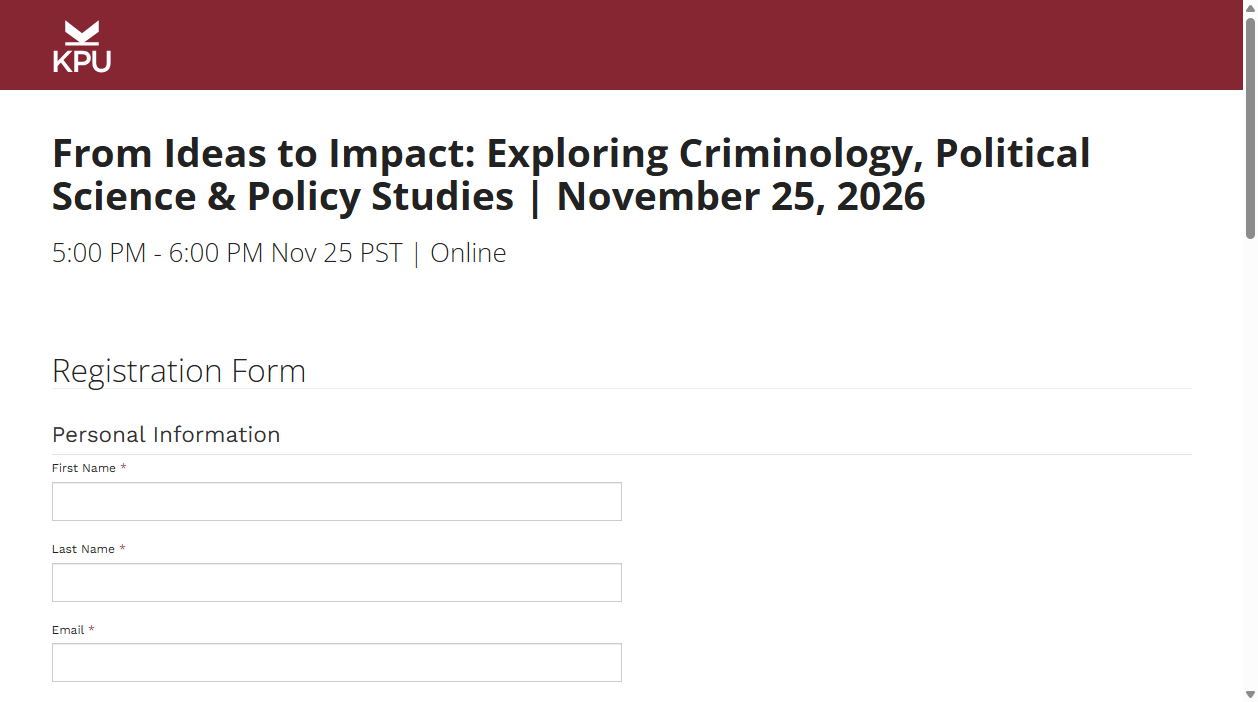 KPU
From Ideas to Impact: Exploring Criminology, Political
Science & Policy Studies | November 25, 2026
5:00 PM - 6:00 PM Nov 25 PST | Online
Registration Form
Personal Information
First Name *
Last Name *
Email *